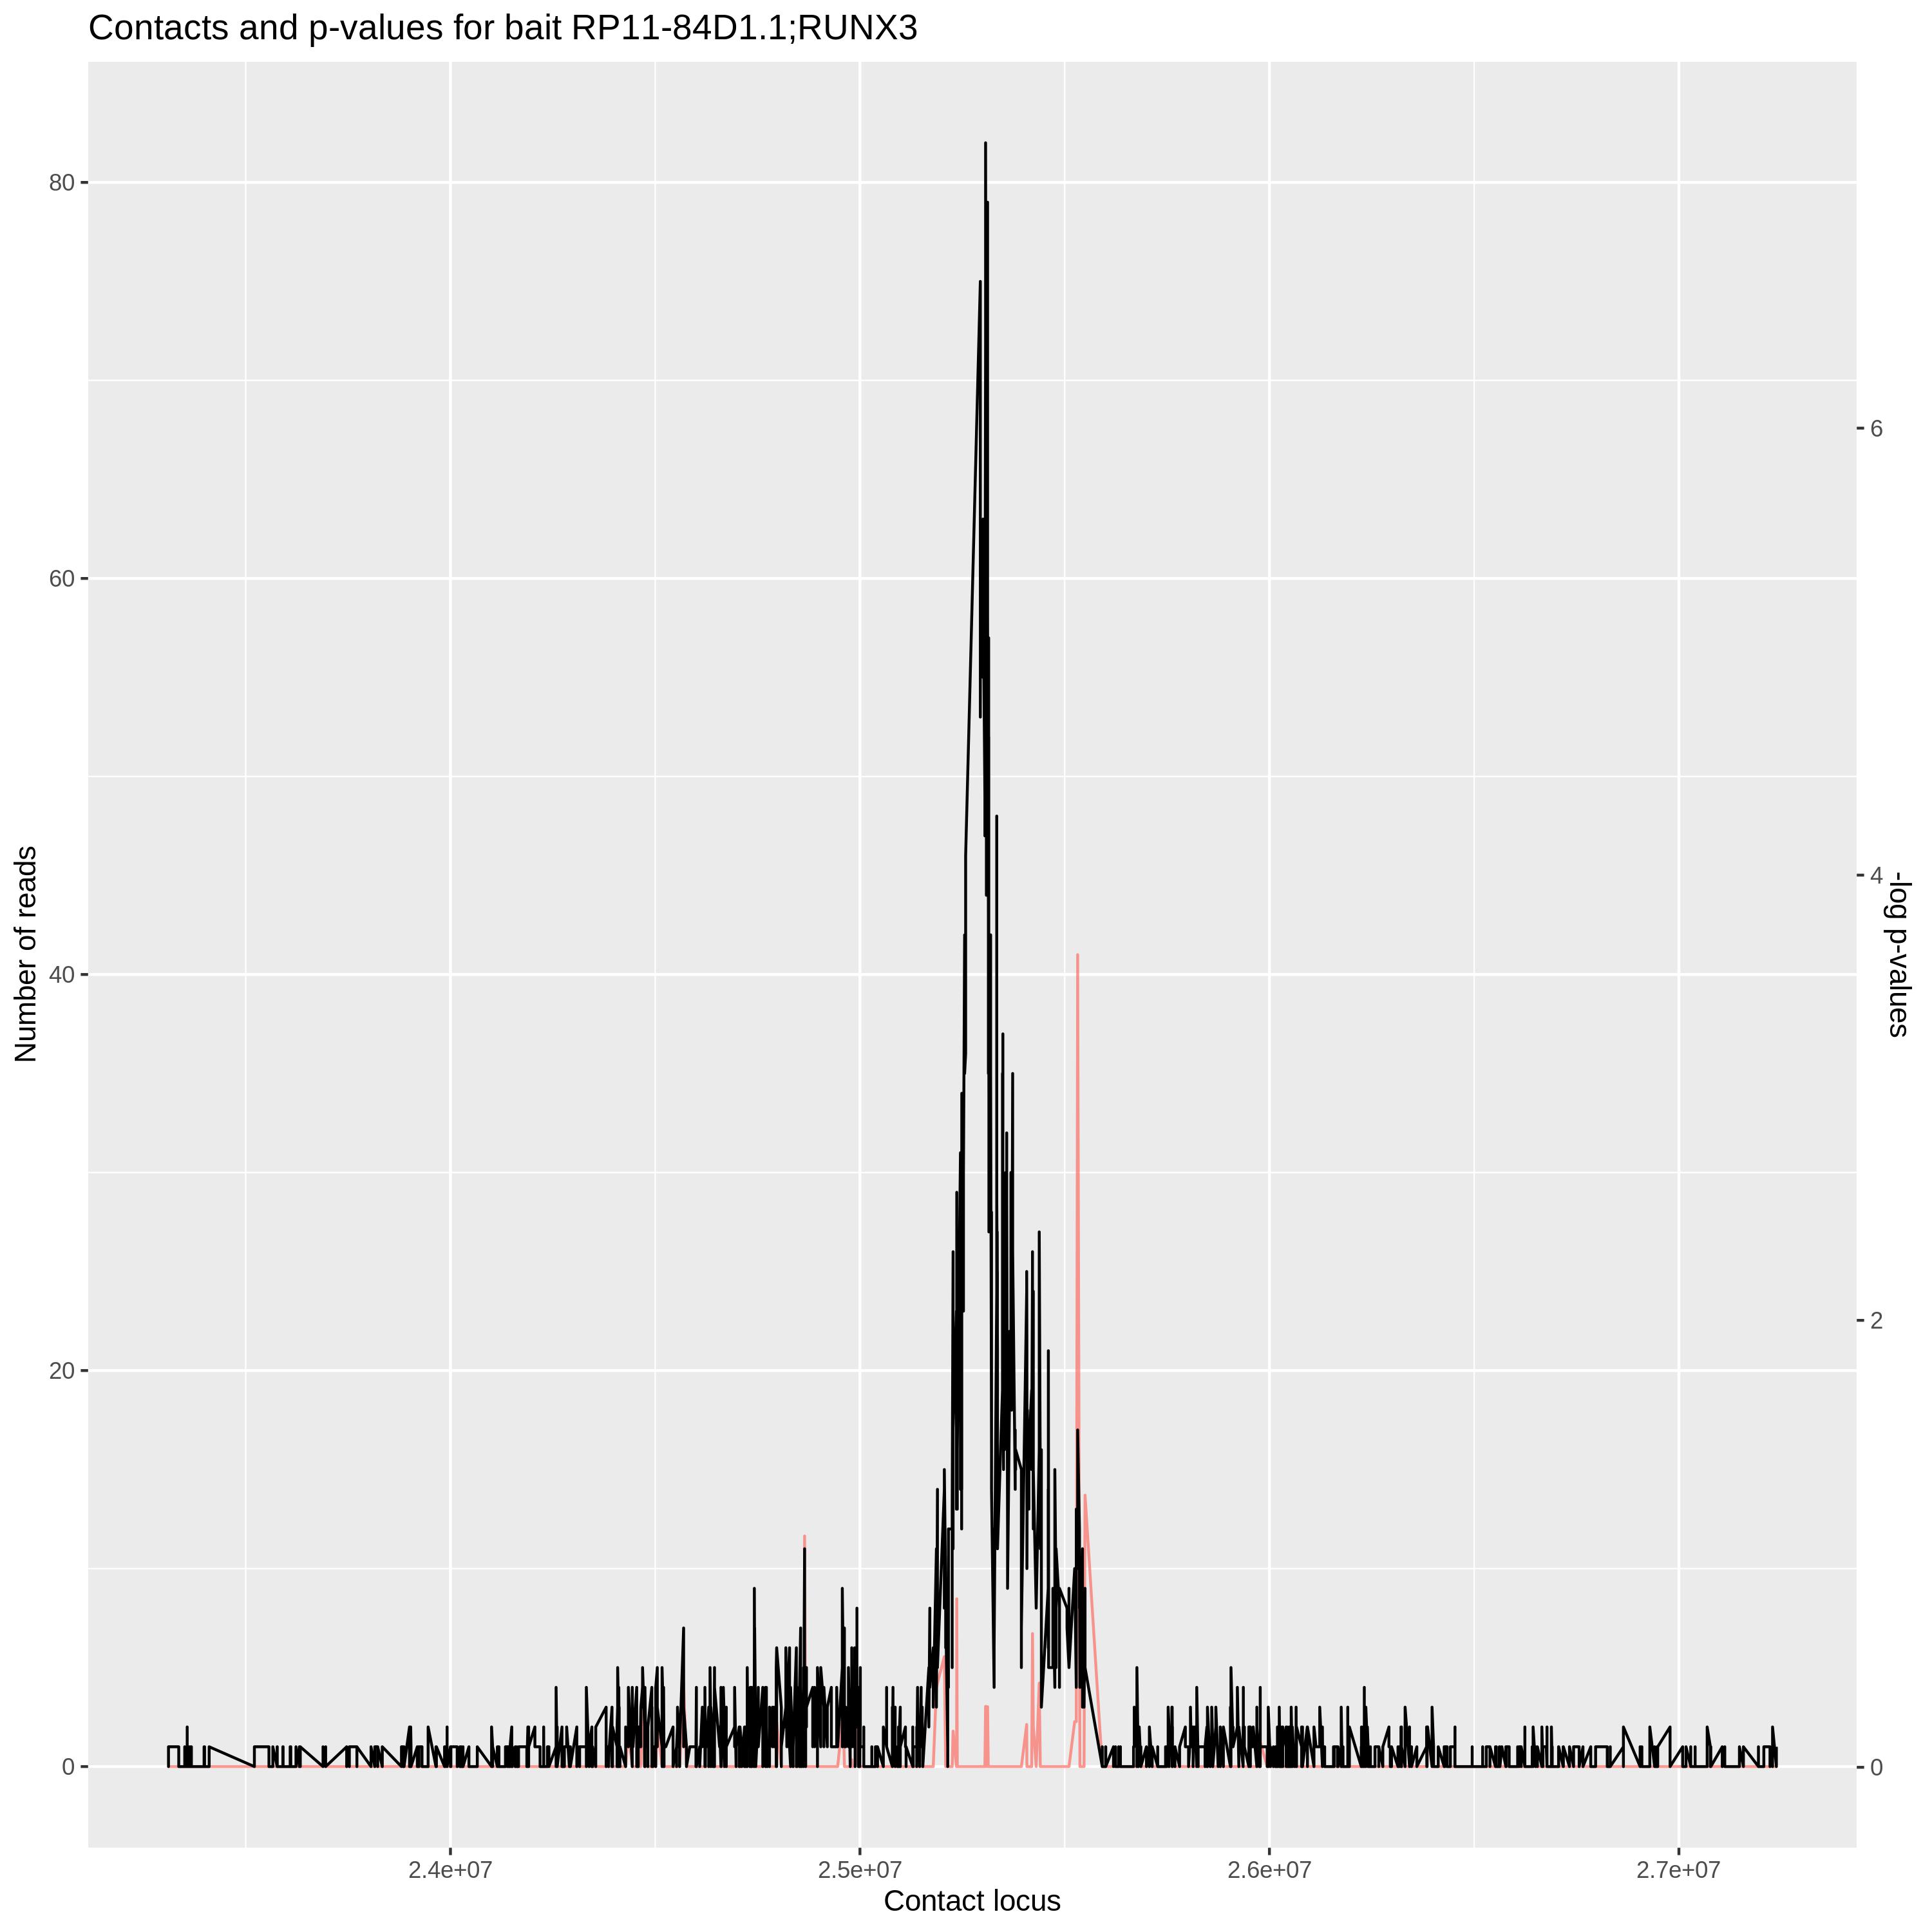 Contacts and p-values for bait RP11-84D1.1;RUNX3
80
60
40
20
0
Number of reads
6
4
2
0
-log p-values
2.4e+07 2.5e+07 2.6e+07 2.7e+07
Contact locus